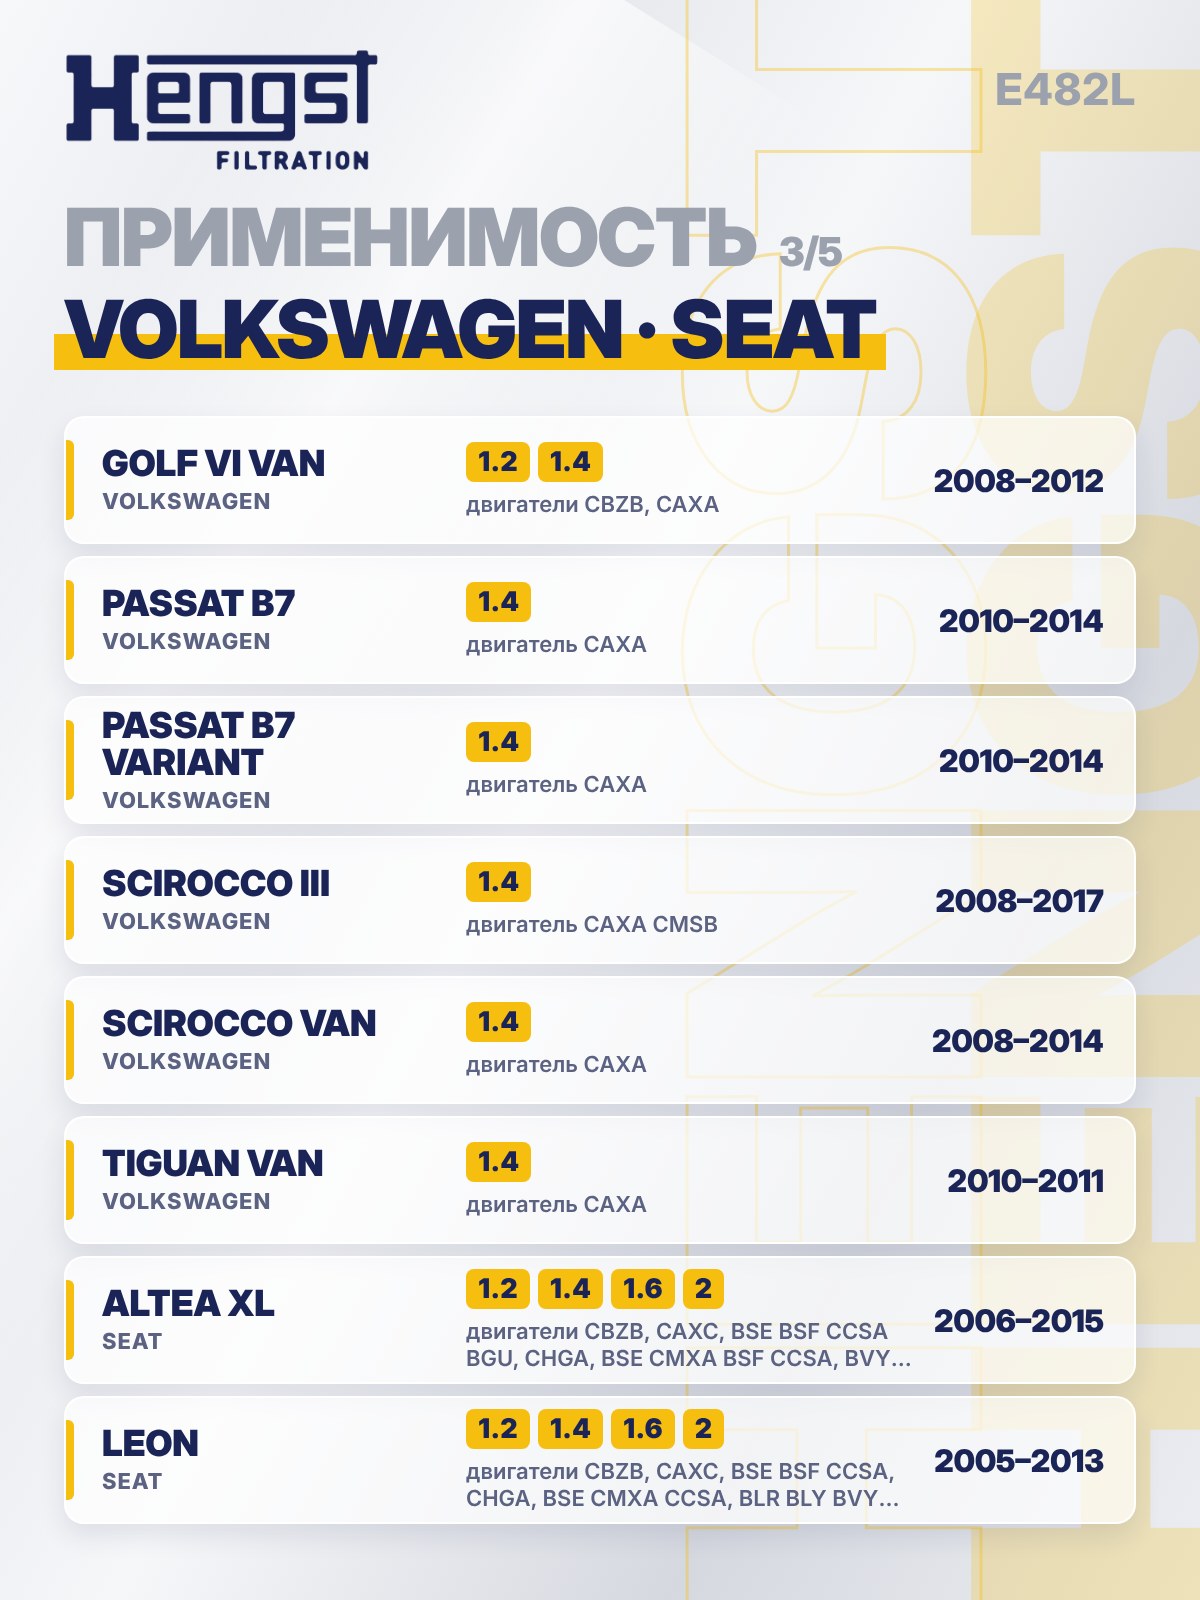 Hengst
FILTRATION
E482L
ПРИМЕНИМОСТЬ 3/5
VOLKSWAGEN · SEAT
GOLF VI VAN
VOLKSWAGEN
1.2 1.4
двигатели CBZB, CAXA
2008–2012
PASSAT B7
VOLKSWAGEN
1.4
двигатель CAXA
2010–2014
PASSAT B7
VARIANT
VOLKSWAGEN
1.4
двигатель CAXA
2010–2014
SCIROCCO III
VOLKSWAGEN
1.4
двигатель CAXA CMSB
2008–2017
SCIROCCO VAN
VOLKSWAGEN
1.4
двигатель CAXA
2008–2014
TIGUAN VAN
VOLKSWAGEN
1.4
двигатель CAXA
2010–2011
ALTEA XL
SEAT
1.2 1.4 1.6 2
двигатели CBZB, CAXC, BSE BSF CCSA
BGU, CHGA, BSE CMXA BSF CCSA, BVY...
2006–2015
LEON
SEAT
1.2 1.4 1.6 2
двигатели CBZB, CAXC, BSE BSF CCSA,
CHGA, BSE CMXA CCSA, BLR BLY BVY...
2005–2013
HENGST
HENGST